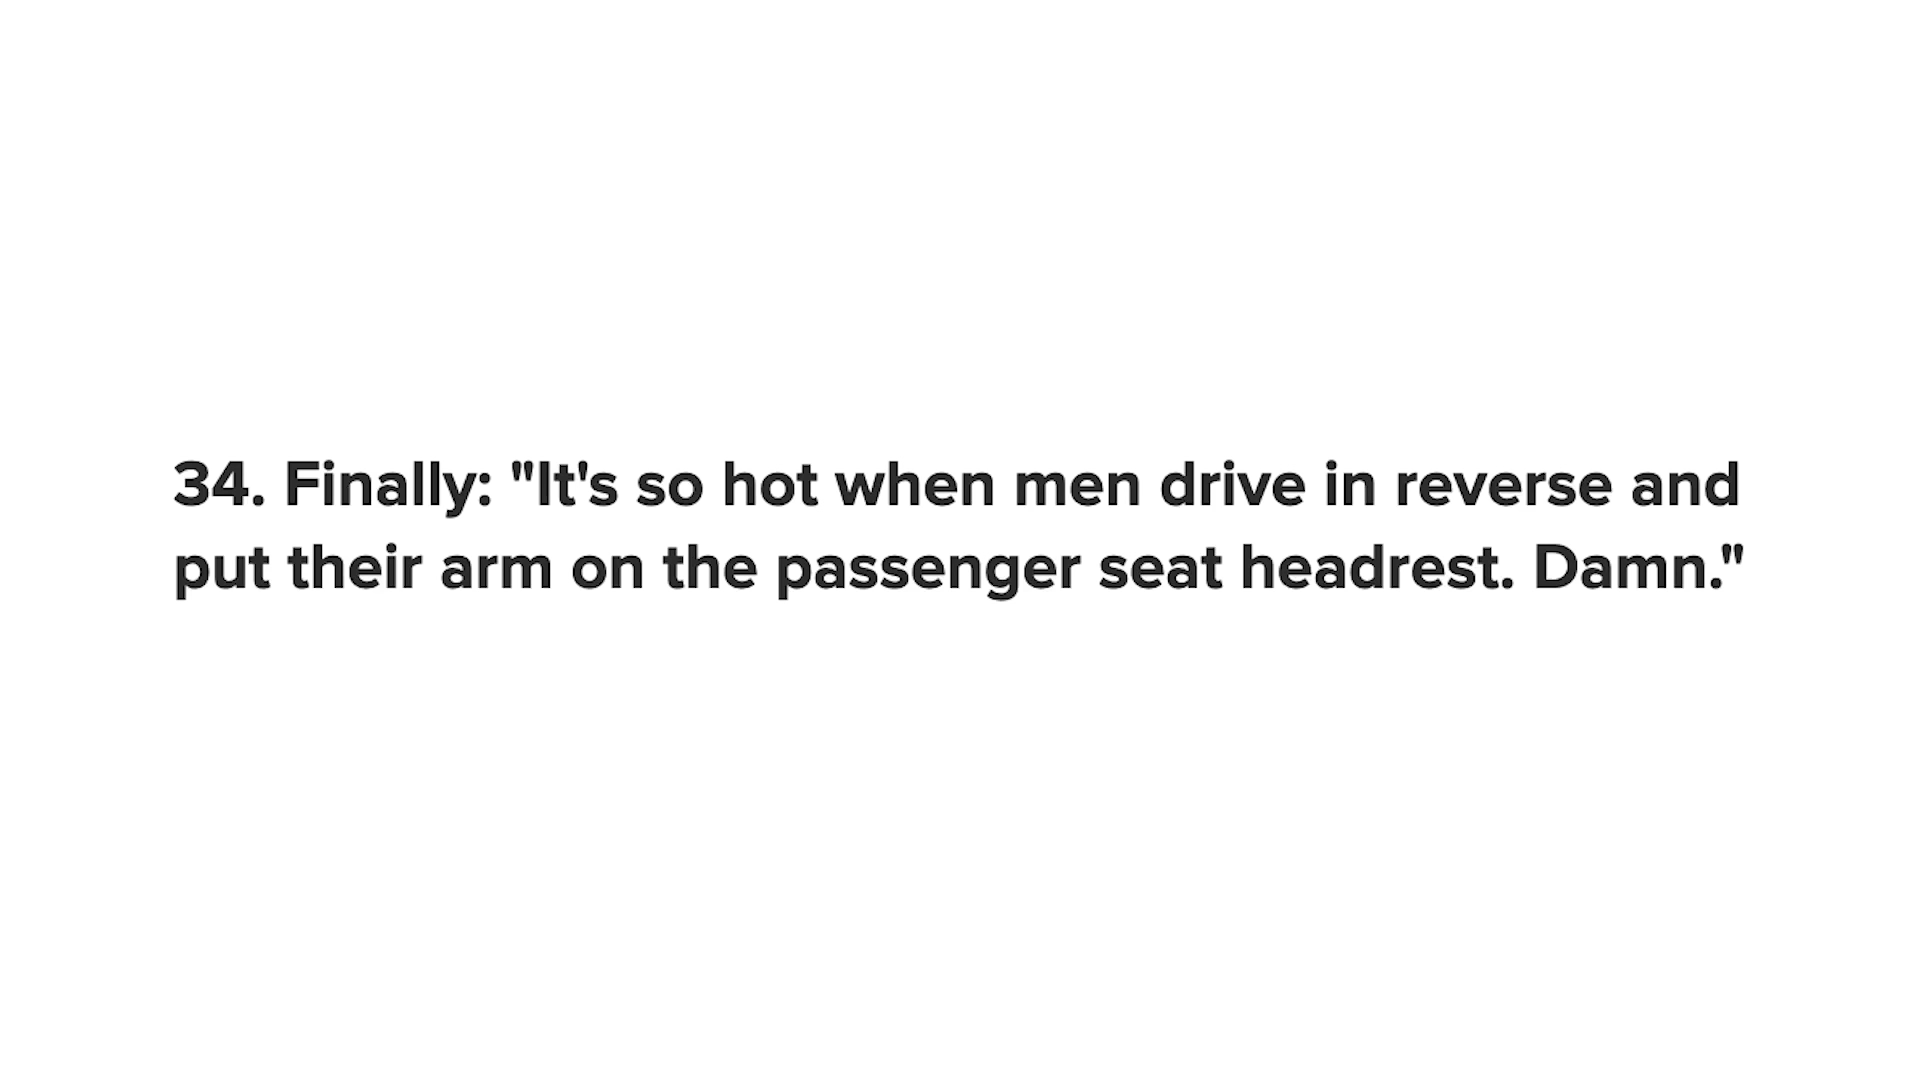 34. Finally: "It's so hot when men drive in reverse and
put their arm on the passenger seat headrest. Damn."